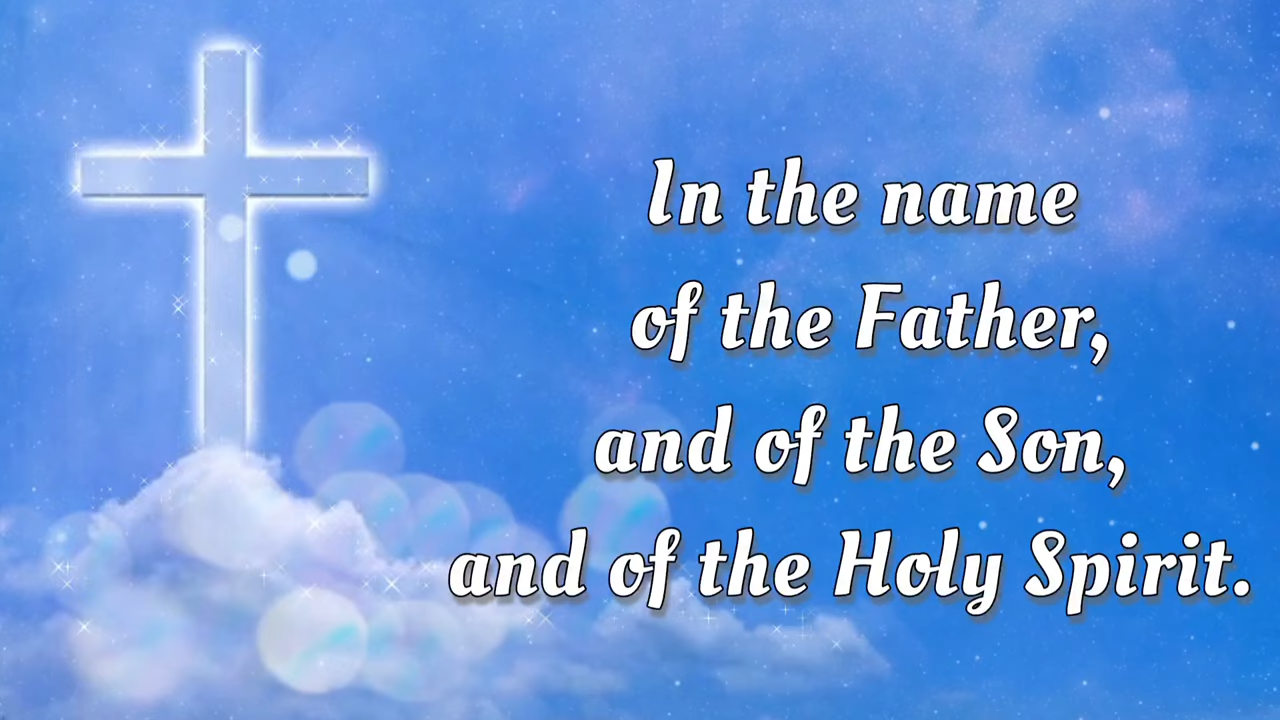 In the name
of the Father,
and of the Son,
and of the Holy Spirit.